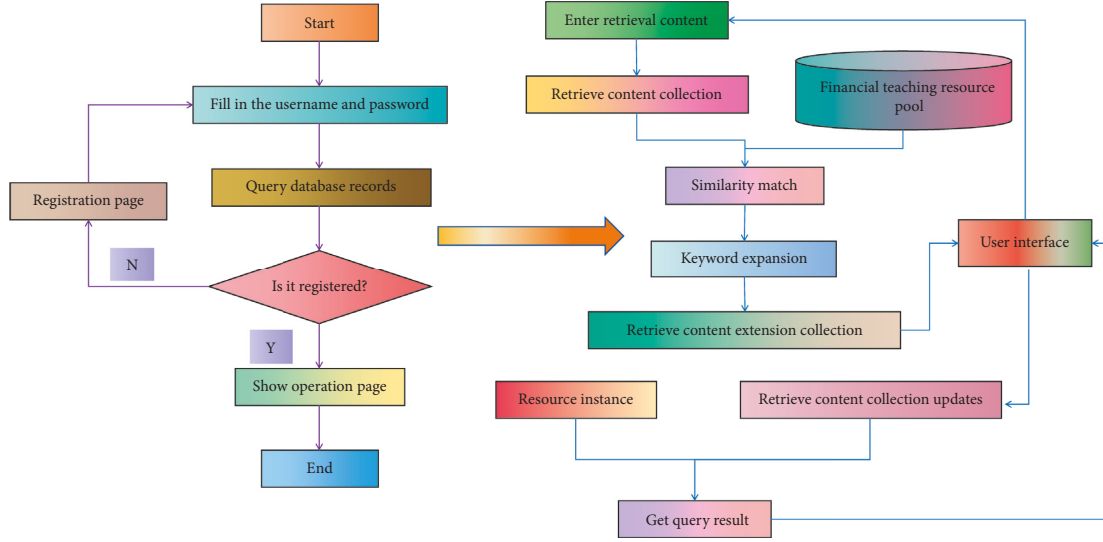 Start
Fill in the username and password
Query database records
Registration page
N
Is it registered?
Y
Show operation page
End
Enter retrieval content
Retrieve content collection
Financial teaching resource
pool
Similarity match
Keyword expansion
User interface
Retrieve content extension collection
Resource instance
Retrieve content collection updates
Get query result